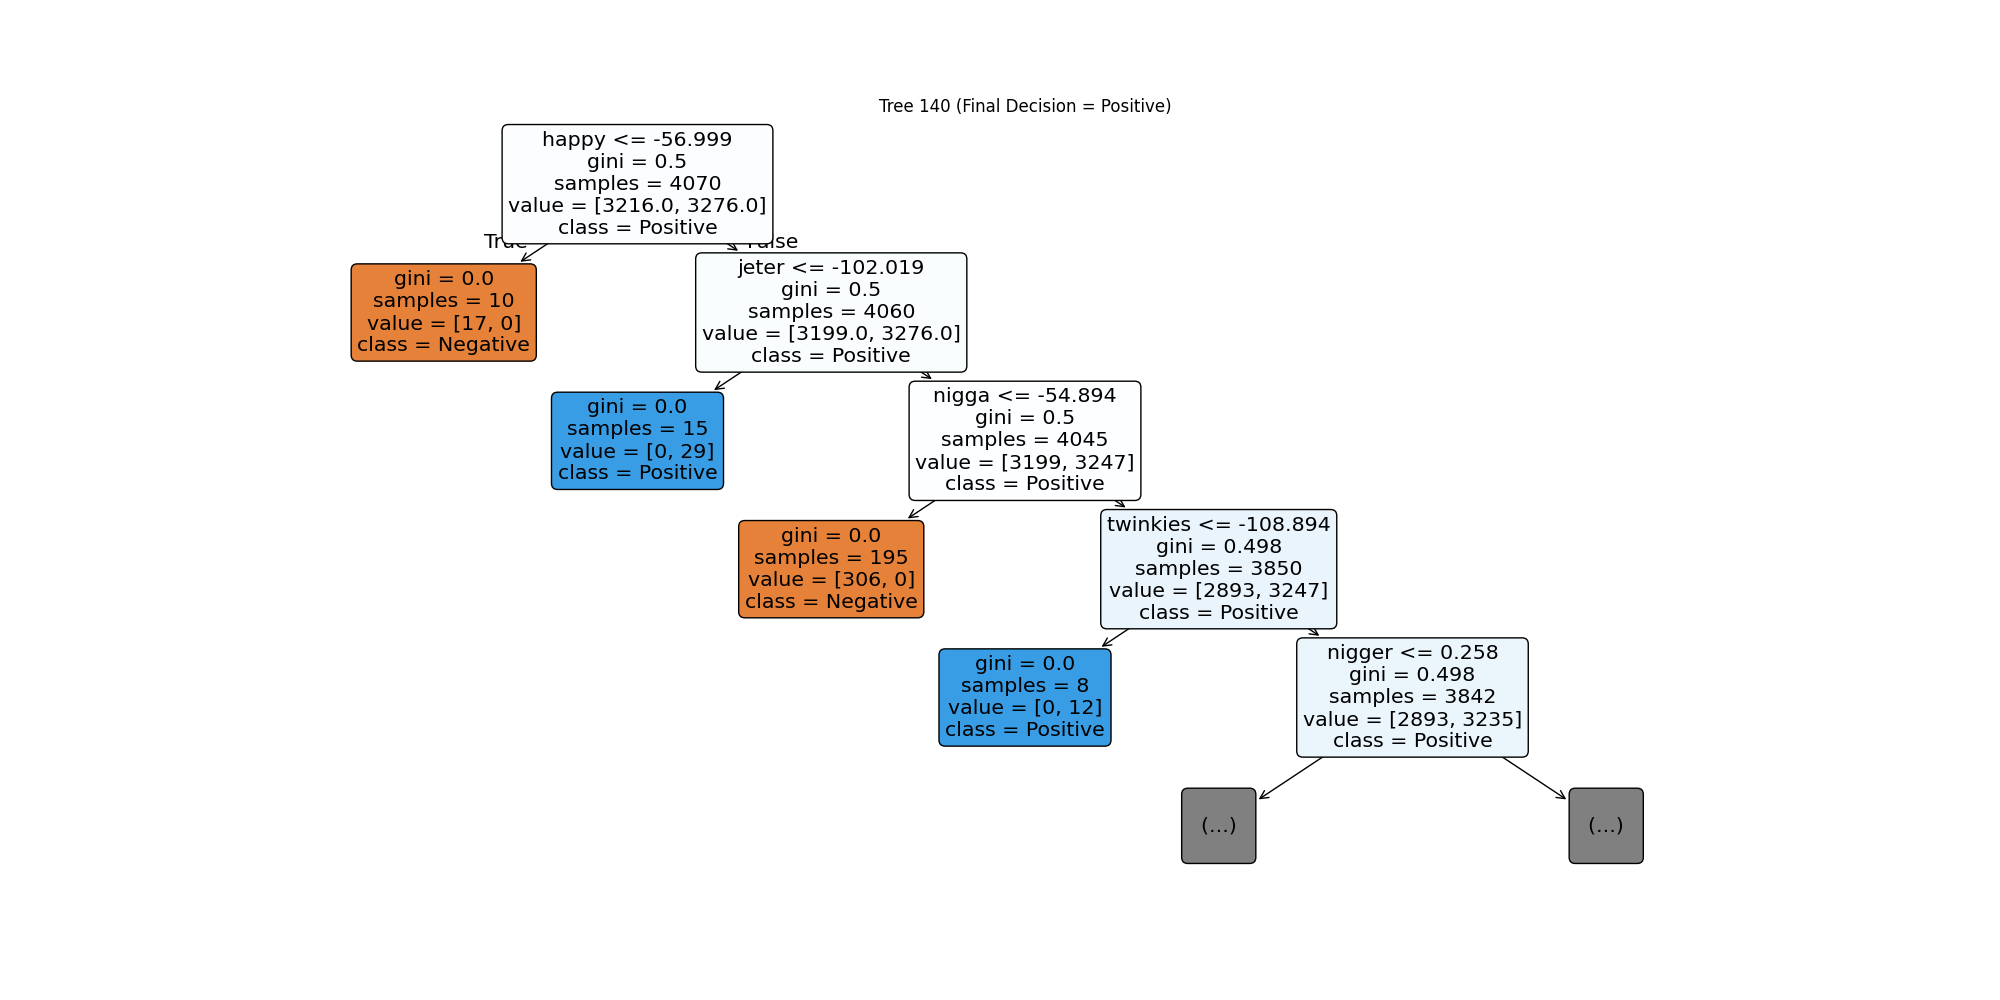 Tree 140 (Final Decision = Positive)
happy <= -56.999
gini = 0.5
samples = 4070
value = [3216.0, 3276.0]
class = Positive
True
False
gini = 0.0
samples = 10
value = [17, 0]
class = Negative
jeter <= -102.019
gini = 0.5
samples = 4060
value = [3199.0, 3276.0]
class = Positive
gini = 0.0
samples = 15
value = [0, 29]
class = Positive
nigga <= -54.894
gini = 0.5
samples = 4045
value = [3199, 3247]
class = Positive
gini = 0.0
samples = 195
value = [306, 0]
class = Negative
twinkies <= -108.894
gini = 0.498
samples = 3850
value = [2893, 3247]
class = Positive
gini = 0.0
samples = 8
value = [0, 12]
class = Positive
nigger <= 0.258
gini = 0.498
samples = 3842
value = [2893, 3235]
class = Positive
(...)
(...)